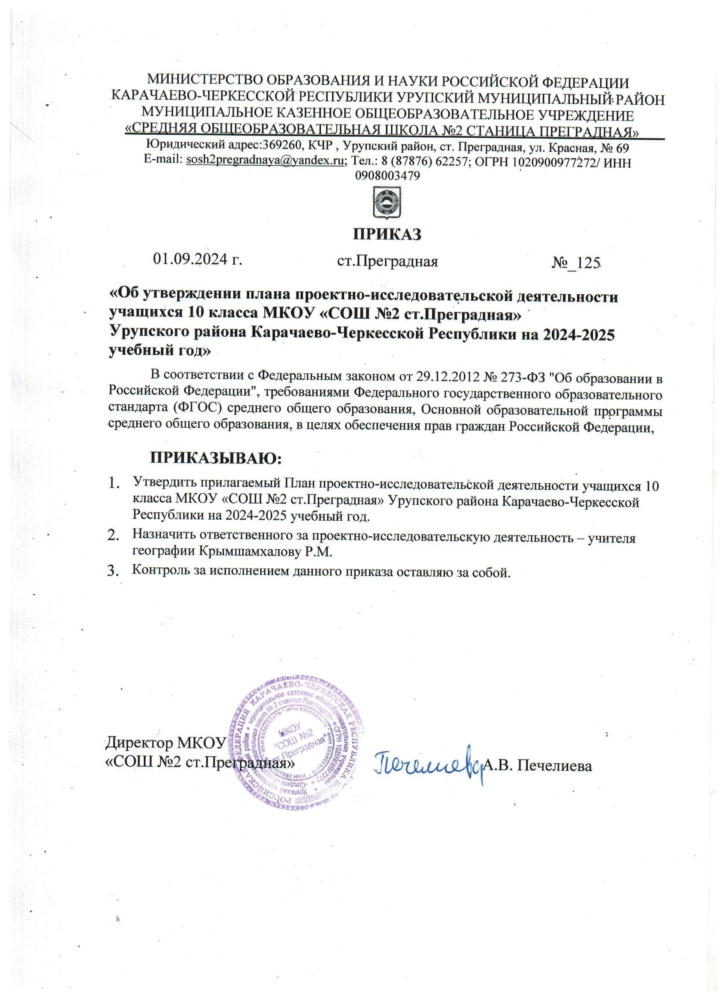 МИНИСТЕРСТВО ОБРАЗОВАНИЯ И НАУКИ РОССИЙСКОЙ ФЕДЕРАЦИИ
КАРАЧАЕВО-ЧЕРКЕССКОЙ РЕСПУБЛИКИ УРУПСКИЙ МУНИЦИПАЛЬНЫЙ РАЙОН
МУНИЦИПАЛЬНОЕ КАЗЕННОЕ ОБЩЕОБРАЗОВАТЕЛЬНОЕ УЧРЕЖДЕНИЕ
«СРЕДНЯЯ ОБЩЕОБРАЗОВАТЕЛЬНАЯ ШКОЛА №2 СТАНИЦА ПРЕГРАДНАЯ»
Юридический адрес:369260, КЧР , Урупский район, ст. Преградная, ул. Красная, № 69
E-mail: sosh2pregradnaya@yandex.ru; Тел.: 8 (87876) 62257; ОГРН 1020900977272/ ИНН
0908003479
ПРИКАЗ
01.09.2024 г. ст.Преградная №_125
«Об утверждении плана проектно-исследовательской деятельности
учащихся 10 класса МКОУ «СОШ №2 ст.Преградная»
Урупского района Карачаево-Черкесской Республики на 2024-2025
учебный год»
В соответствии с Федеральным законом от 29.12.2012 № 273-ФЗ "Об образовании в
Российской Федерации", требованиями Федерального государственного образовательного
стандарта (ФГОС) среднего общего образования, Основной образовательной программы
среднего общего образования, в целях обеспечения прав граждан Российской Федерации,
ПРИКАЗЫВАЮ:
1. Утвердить прилагаемый План проектно-исследовательской деятельности учащихся 10
класса МКОУ «СОШ №2 ст.Преградная» Урупского района Карачаево-Черкесской
Республики на 2024-2025 учебный год.
2. Назначить ответственного за проектно-исследовательскую деятельность – учителя
географии Крымшамхалову Р.М.
3. Контроль за исполнением данного приказа оставляю за собой.
РОССИЙСКАЯ ФЕДЕРАЦИЯ КАРАЧАЕВО-ЧЕРКЕССКАЯ РЕСПУБЛИКА
Урупский муниципальный район * муниципальное казенное общеобразовательное учреждение *
«Средняя общеобразовательная школа № 2 станица Преградная» * ОГРН 1020900977272 *
ИНН 0908003479 * ИНН 0908003479 * ИНН 0908003479 *
МКОУ
"СОШ №2
ст.Преградная"
Директор МКОУ
«СОШ №2 ст.Преградная» Печелиева А.В. Печелиева